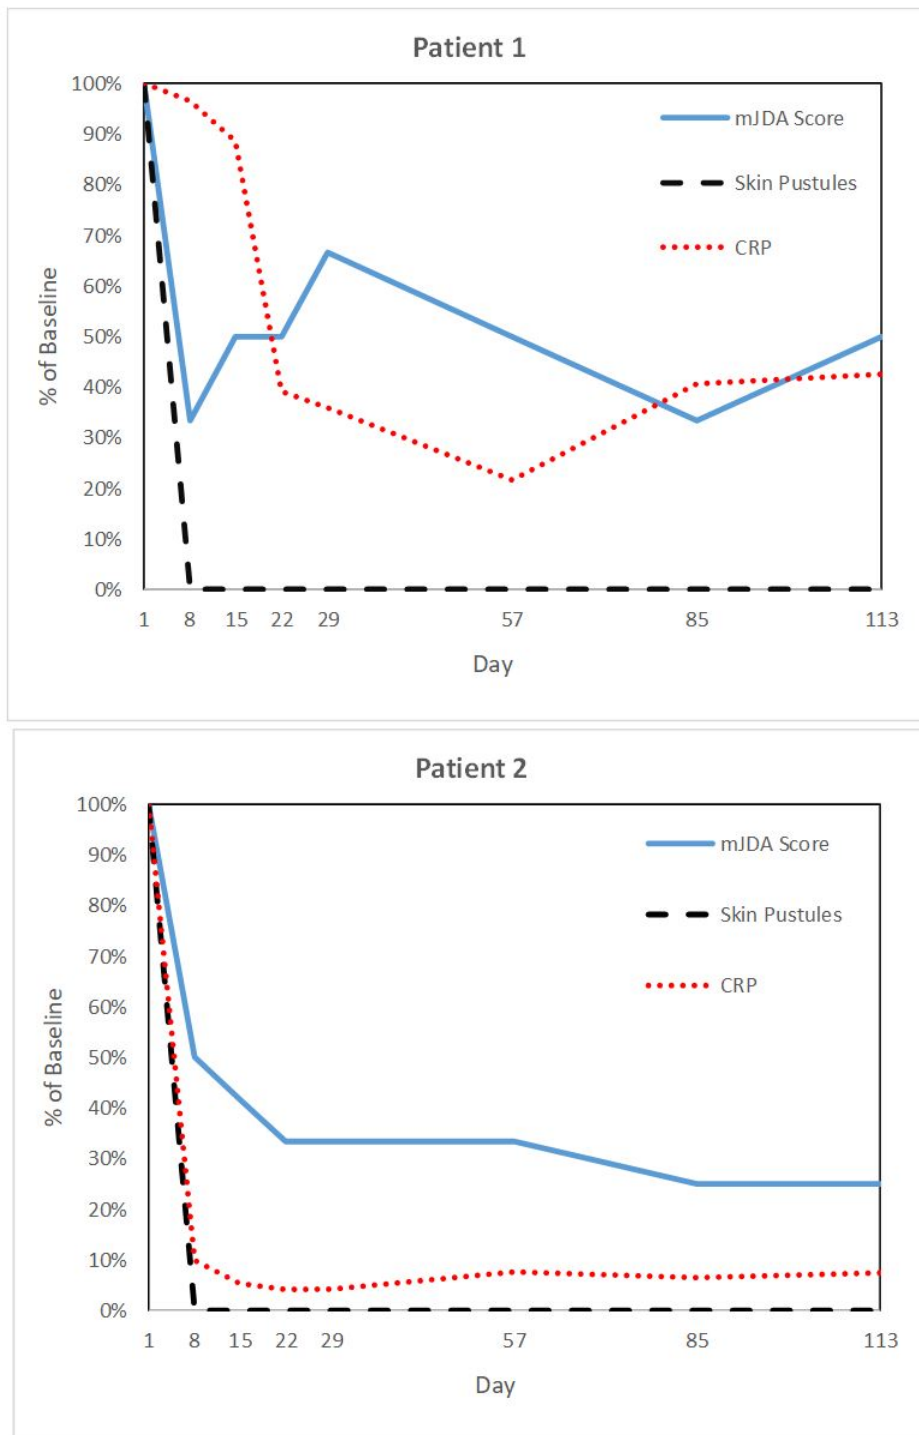 Patient 1
100%
90%
80%
70%
60%
50%
40%
30%
20%
10%
0%
% of Baseline
mJDA Score
Skin Pustules
CRP
1 8 15 22 29 57 85 113
Day
Patient 2
100%
90%
80%
70%
60%
50%
40%
30%
20%
10%
0%
% of Baseline
mJDA Score
Skin Pustules
CRP
1 8 15 22 29 57 85 113
Day